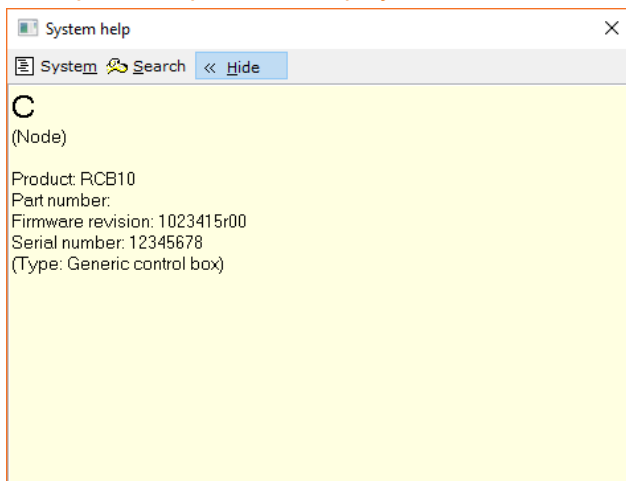 System help
System Search « Hide
C
(Node)
Product: RCB10
Part number:
Firmware revision: 1023415r00
Serial number: 12345678
(Type: Generic control box)